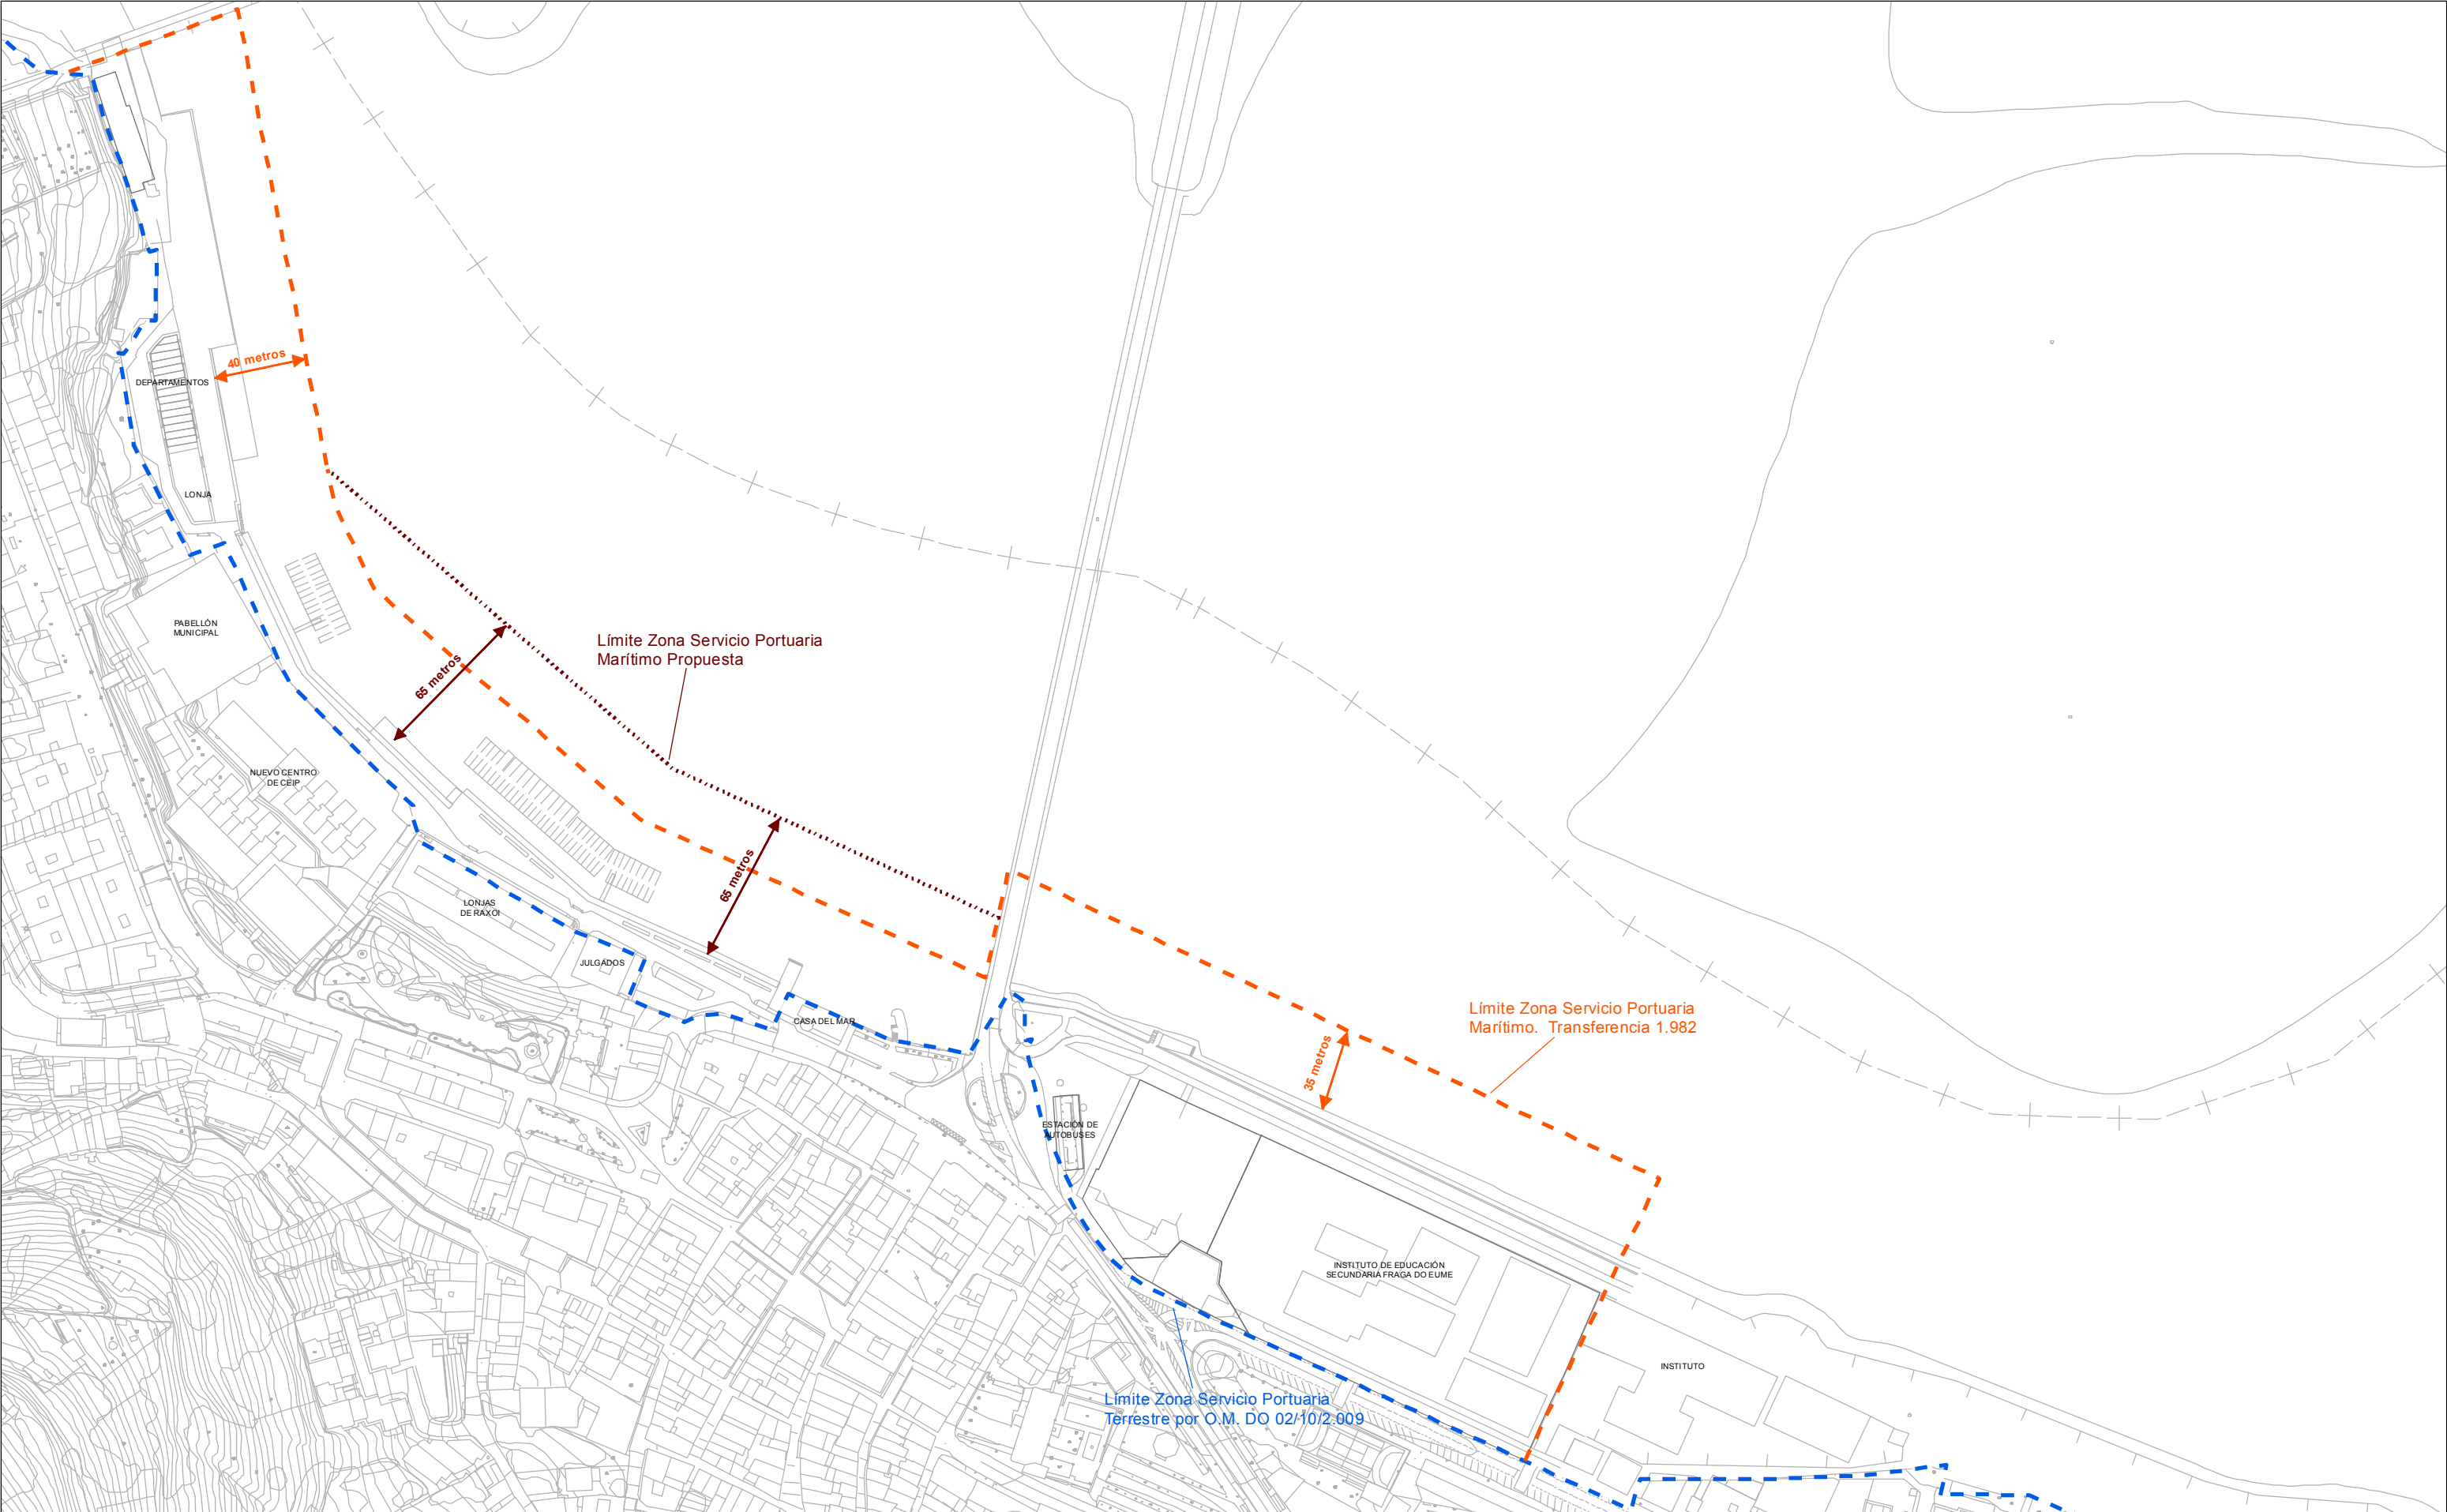 40 metros
DEPARTAMENTOS
LONJA
PABELLÓN
MUNICIPAL
65 metros
Límite Zona Servicio Portuaria
Marítimo Propuesta
NUEVO CENTRO
DE CEIP
65 metros
LONJAS
DE RAXOI
JULGADOS
CASA DEL MAR
Límite Zona Servicio Portuaria
Marítimo. Transferencia 1.982
35 metros
ESTACIÓN DE
AUTOBUSES
INSTITUTO DE EDUCACIÓN
SECUNDARIA FRAGA DO EUME
INSTITUTO
Límite Zona Servicio Portuaria
Terrestre por O.M. DO 02/10/2.009